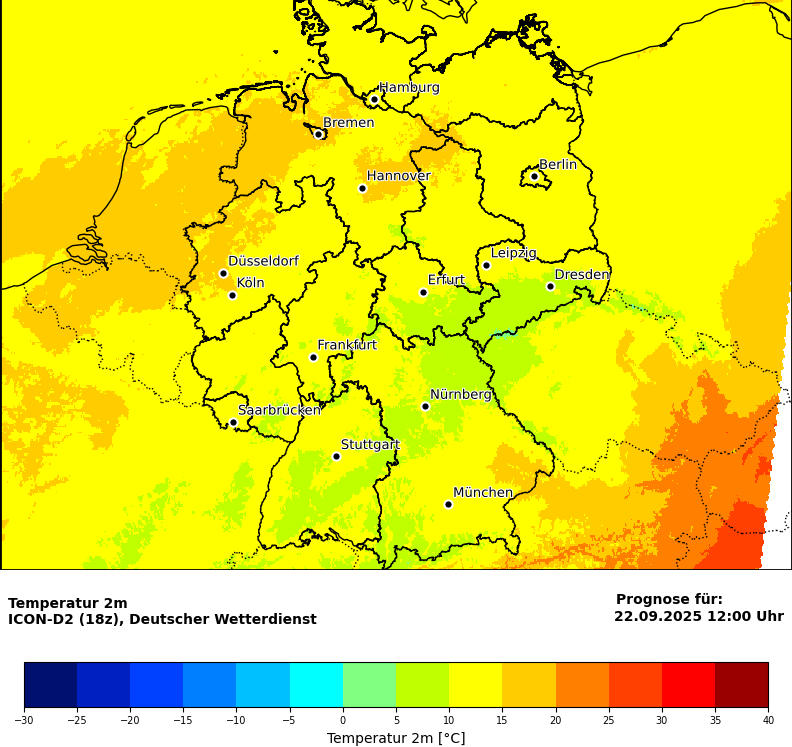 Hamburg
Bremen
Berlin
Hannover
Düsseldorf
Leipzig
Köln
Erfurt
Dresden
Frankfurt
Nürnberg
Saarbrücken
Stuttgart
München
Temperatur 2m
ICON-D2 (18z), Deutscher Wetterdienst
Prognose für:
22.09.2025 12:00 Uhr
−30 −25 −20 −15 −10 −5 0 5 10 15 20 25 30 35 40
Temperatur 2m [°C]